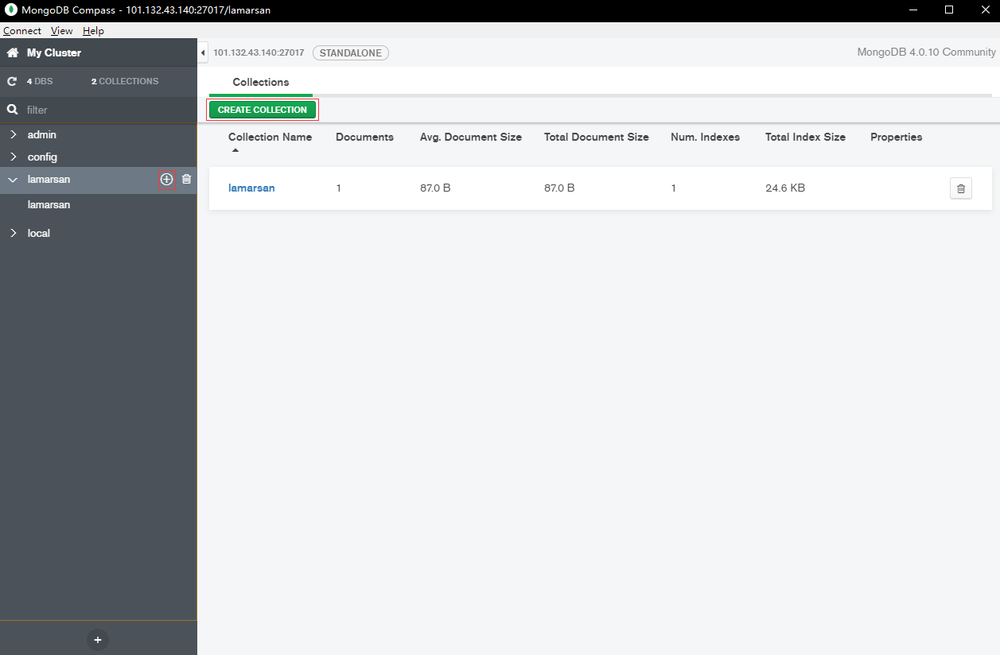 MongoDB Compass - 101.132.43.140:27017/lamarsan
Connect View Help
My Cluster
4 DBS 2 COLLECTIONS
filter
admin
config
lamarsan
lamarsan
local
101.132.43.140:27017 STANDALONE MongoDB 4.0.10 Community
Collections
CREATE COLLECTION
Collection Name Documents Avg. Document Size Total Document Size Num. Indexes Total Index Size Properties
lamarsan 1 87.0 B 87.0 B 1 24.6 KB